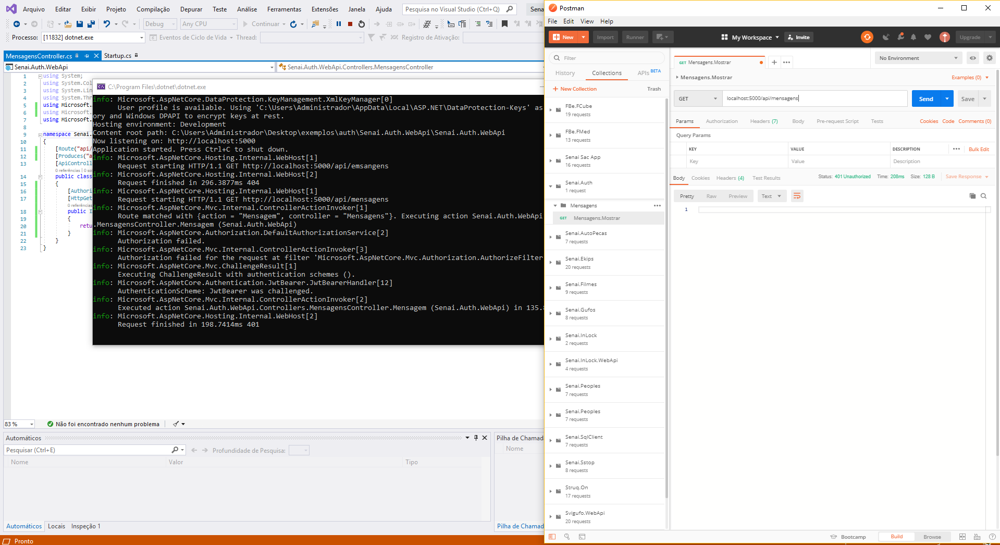 Arquivo Editar Exibir Projeto Compilação Depurar Teste Análise Ferramentas Extensões Janela Ajuda Pesquisa no Visual Studio (Ctrl+Q) Senai
Debug Any CPU Continuar
Processo: [11832] dotnet.exe Eventos de Ciclo de Vida Thread: Registro de Ativação:
MensagensController.cs Startup.cs
Senai.Auth.WebApi Senai.Auth.WebApi.Controllers.MensagensController
1 using System;
2 using System.Col
3 using System.Lin
4 using System.Thr
5 using Microsoft.
6 using Microsoft.
7 using Microsoft.
8
9 namespace Senai.
10 {
11 [Route("api/
12 [Produces("a
13 [ApiControll
0 referências | 0 so
14 public class
15 {
16 [Authori
17 [HttpGet
0 referências
18 public I
19 {
20 retu
21 }
22 }
23 }
C:\Program Files\dotnet\dotnet.exe
info: Microsoft.AspNetCore.DataProtection.KeyManagement.XmlKeyManager[0]
User profile is available. Using 'C:\Users\Administrador\AppData\Local\ASP.NET\DataProtection-Keys' as
ory and Windows DPAPI to encrypt keys at rest.
Hosting environment: Development
Content root path: C:\Users\Administrador\Desktop\exemplos\auth\Senai.Auth.WebApi\Senai.Auth.WebApi
Now listening on: http://localhost:5000
Application started. Press Ctrl+C to shut down.
info: Microsoft.AspNetCore.Hosting.Internal.WebHost[1]
Request starting HTTP/1.1 GET http://localhost:5000/api/emsangens
info: Microsoft.AspNetCore.Hosting.Internal.WebHost[2]
Request finished in 296.3877ms 404
info: Microsoft.AspNetCore.Hosting.Internal.WebHost[1]
Request starting HTTP/1.1 GET http://localhost:5000/api/mensagens
info: Microsoft.AspNetCore.Mvc.Internal.ControllerActionInvoker[1]
Route matched with {action = "Mensagem", controller = "Mensagens"}. Executing action Senai.Auth.WebApi
.MensagensController.Mensagem (Senai.Auth.WebApi)
info: Microsoft.AspNetCore.Authorization.DefaultAuthorizationService[2]
Authorization failed.
info: Microsoft.AspNetCore.Mvc.Internal.ControllerActionInvoker[3]
Authorization failed for the request at filter 'Microsoft.AspNetCore.Mvc.Authorization.AuthorizeFilter
info: Microsoft.AspNetCore.Mvc.ChallengeResult[1]
Executing ChallengeResult with authentication schemes ().
info: Microsoft.AspNetCore.Authentication.JwtBearer.JwtBearerHandler[12]
AuthenticationScheme: JwtBearer was challenged.
info: Microsoft.AspNetCore.Mvc.Internal.ControllerActionInvoker[2]
Executed action Senai.Auth.WebApi.Controllers.MensagensController.Mensagem (Senai.Auth.WebApi) in 135.
info: Microsoft.AspNetCore.Hosting.Internal.WebHost[2]
Request finished in 198.7414ms 401
83 % Não foi encontrado nenhum problema
Automáticos
Pesquisar (Ctrl+E) Profundidade de Pesquisa:
Nome Valor Tipo
Automáticos Locais Inspeção 1
Pilha de Chamad
Nome
Pilha de Chamad
Pronto
Postman
File Edit View Help
New Import Runner My Workspace Invite Upgrade
Filter
History Collections APIs BETA
New Collection Trash
FBe.FCube
19 requests
FBe.FMed
13 requests
Senai Sac App
16 requests
Senai.Auth
1 request
Mensagens
GET Mensagens.Mostrar
Senai.AutoPecas
7 requests
Senai.Ekips
20 requests
Senai.Filmes
9 requests
Senai.Gufos
8 requests
Senai.InLock
2 requests
Senai.InLock.WebApi
4 requests
Senai.Peoples
7 requests
Senai.Peoples
7 requests
Senai.SqlClient
7 requests
Senai.Sstop
8 requests
Struq.On
17 requests
Svigufo.WebApi
20 requests
GET Mensagens.Mostrar No Environment
Mensagens.Mostrar Examples (0)
GET localhost:5000/api/mensagens Send Save
Params Authorization Headers (7) Body Pre-request Script Tests Cookies Code Comments (0)
Query Params
KEY VALUE DESCRIPTION Bulk Edit
Key Value Description
Body Cookies Headers (4) Test Results Status: 401 Unauthorized Time: 208ms Size: 128 B Save Response
Pretty Raw Preview Text
1
Bootcamp Build Browse